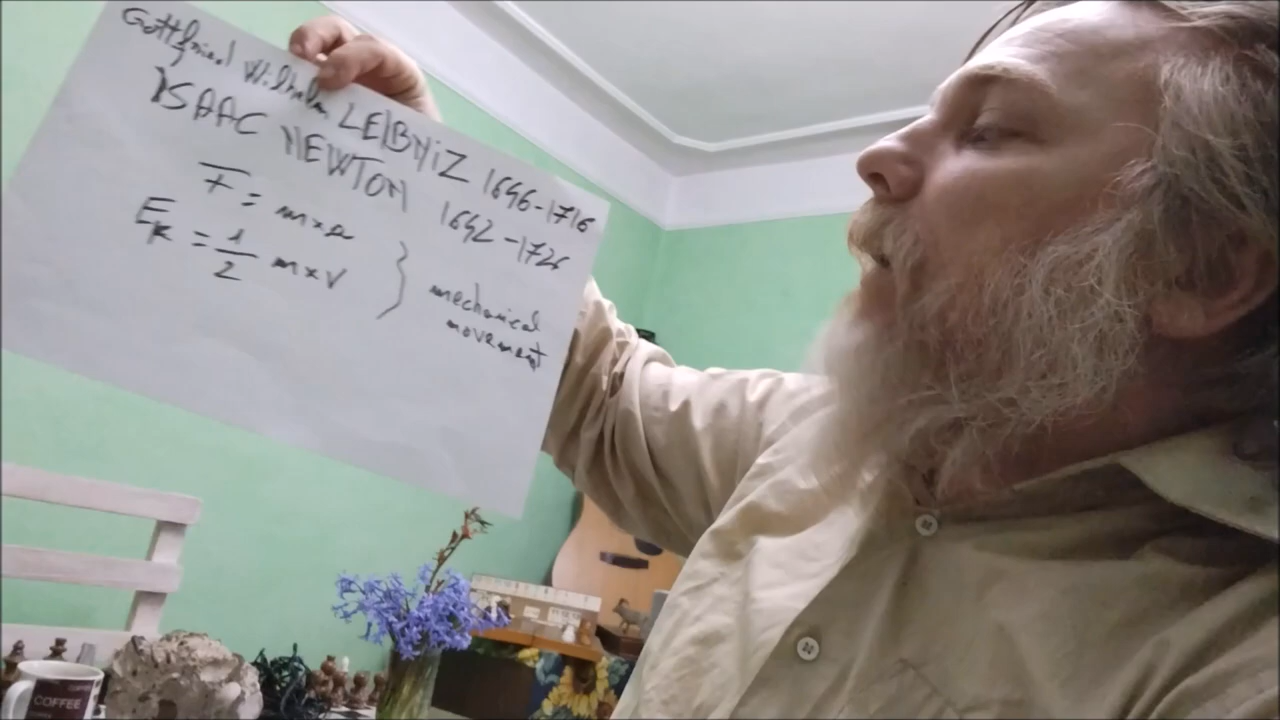 Gottfried Wilhelm LEIBNIZ 1646-1716
ISAAC NEWTON 1642-1726
F = m x a
EK = 1/2 m x v } mechanical
movement
COFFEE